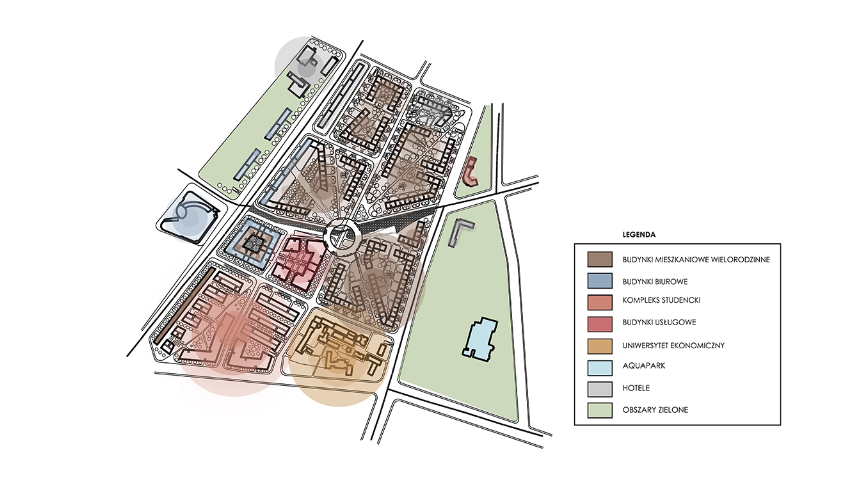 LEGENDA
BUDYNKI MIESZKANIOWE WIELORODZINNE
BUDYNKI BIUROWE
KOMPLEKS STUDENCKI
BUDYNKI USŁUGOWE
UNIWERSYTET EKONOMICZNY
AQUAPARK
HOTELE
OBSZARY ZIELONE